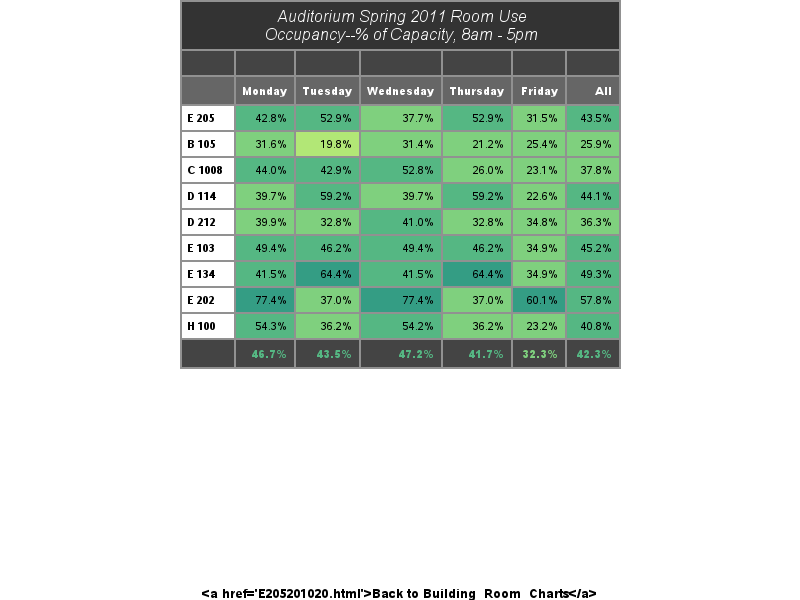 Auditorium Spring 2011 Room Use
Occupancy--% of Capacity, 8am - 5pm
Monday Tuesday Wednesday Thursday Friday All
E 205 42.8% 52.9% 37.7% 52.9% 31.5% 43.5%
B 105 31.6% 19.8% 31.4% 21.2% 25.4% 25.9%
C 1008 44.0% 42.9% 52.8% 26.0% 23.1% 37.8%
D 114 39.7% 59.2% 39.7% 59.2% 22.6% 44.1%
D 212 39.9% 32.8% 41.0% 32.8% 34.8% 36.3%
E 103 49.4% 46.2% 49.4% 46.2% 34.9% 45.2%
E 134 41.5% 64.4% 41.5% 64.4% 34.9% 49.3%
E 202 77.4% 37.0% 77.4% 37.0% 60.1% 57.8%
H 100 54.3% 36.2% 54.2% 36.2% 23.2% 40.8%
46.7% 43.5% 47.2% 41.7% 32.3% 42.3%
<a href='E205201020.html'>Back to Building_Room_Charts</a>